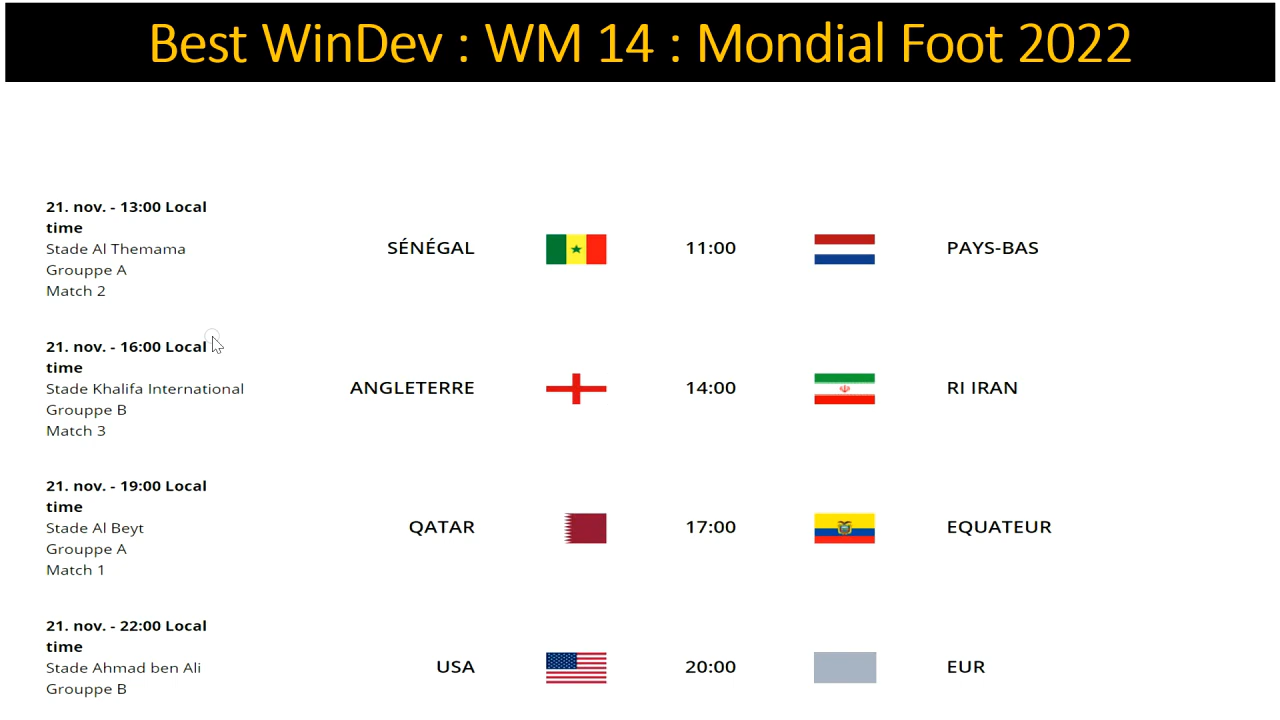 Best WinDev : WM 14 : Mondial Foot 2022
21. nov. - 13:00 Local
time
Stade Al Themama
Grouppe A
Match 2
SÉNÉGAL
11:00
PAYS-BAS
21. nov. - 16:00 Local
time
Stade Khalifa International
Grouppe B
Match 3
ANGLETERRE
14:00
RI IRAN
21. nov. - 19:00 Local
time
Stade Al Beyt
Grouppe A
Match 1
QATAR
17:00
EQUATEUR
21. nov. - 22:00 Local
time
Stade Ahmad ben Ali
Grouppe B
USA
20:00
EUR